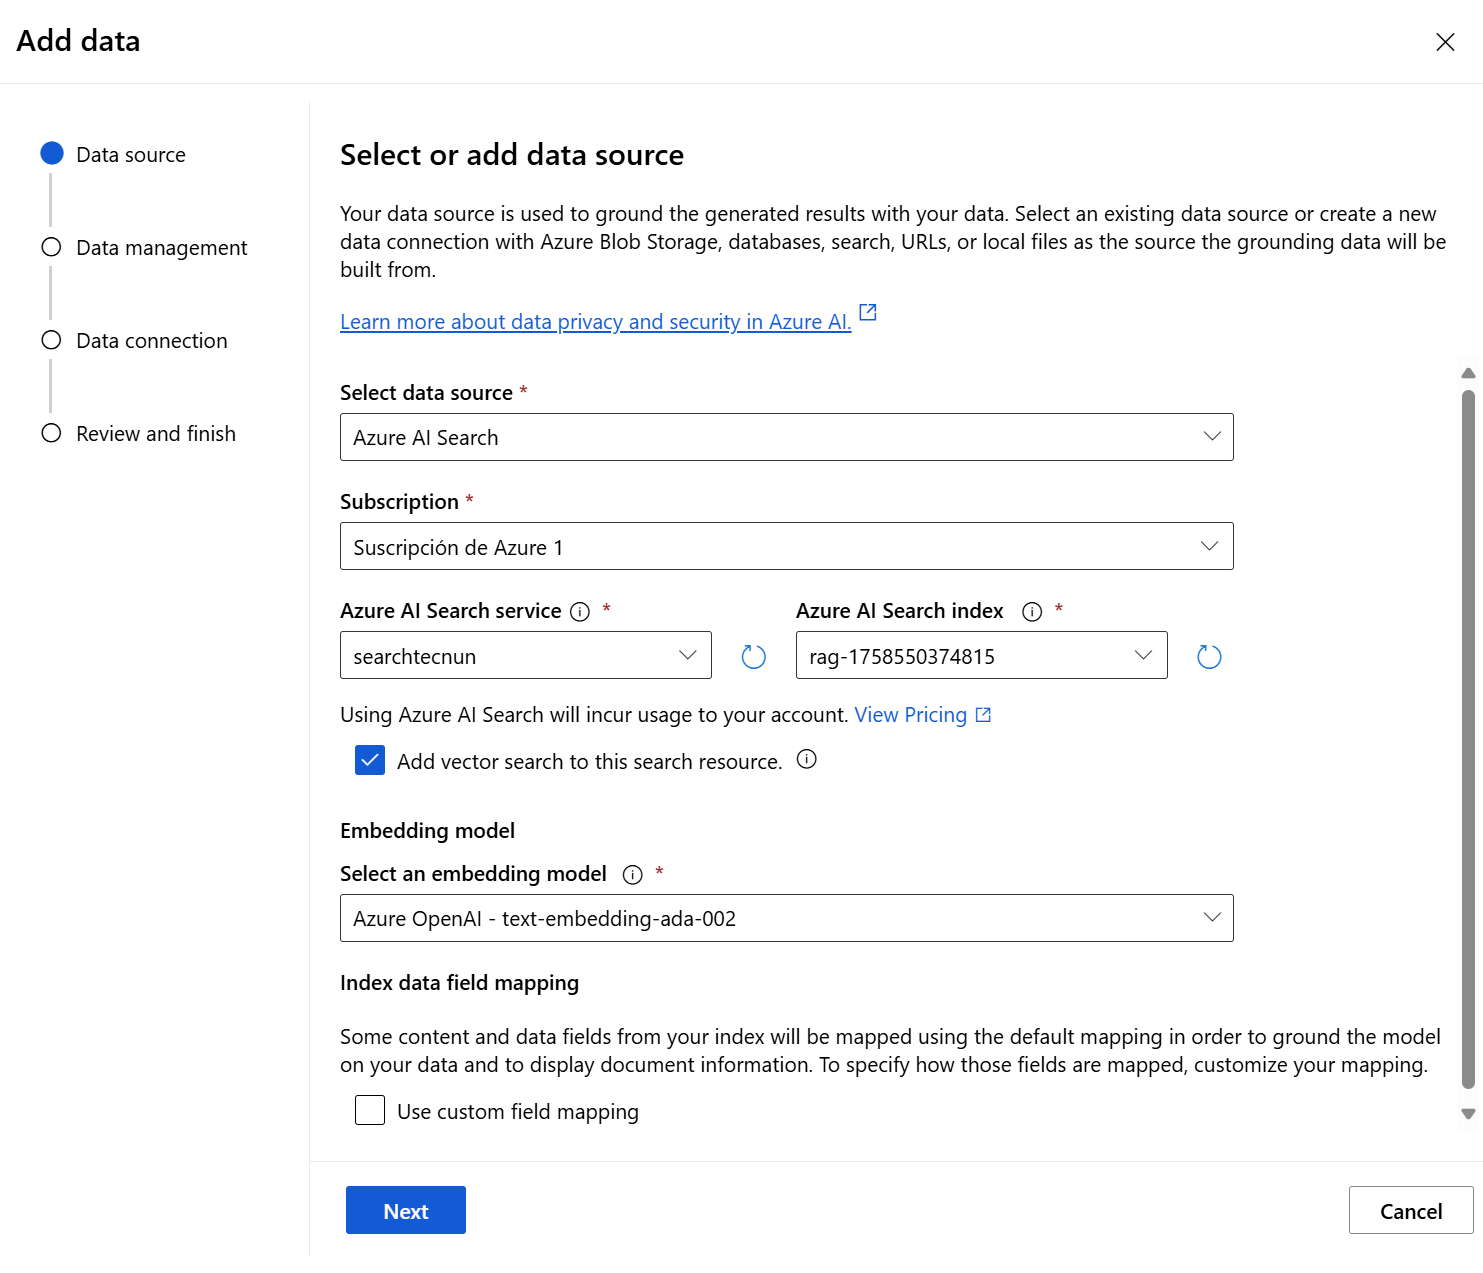 Add data
Data source
Data management
Data connection
Review and finish
Select or add data source
Your data source is used to ground the generated results with your data. Select an existing data source or create a new
data connection with Azure Blob Storage, databases, search, URLs, or local files as the source the grounding data will be
built from.
Learn more about data privacy and security in Azure AI.
Select data source *
Azure AI Search
Subscription *
Suscripción de Azure 1
Azure AI Search service *
searchtecnun
Azure AI Search index *
rag-1758550374815
Using Azure AI Search will incur usage to your account. View Pricing
Add vector search to this search resource.
Embedding model
Select an embedding model *
Azure OpenAI - text-embedding-ada-002
Index data field mapping
Some content and data fields from your index will be mapped using the default mapping in order to ground the model
on your data and to display document information. To specify how those fields are mapped, customize your mapping.
Use custom field mapping
Next
Cancel